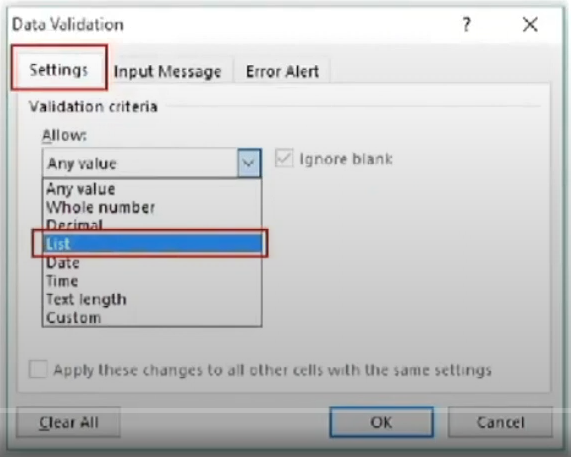 Data Validation ? ×
Settings Input Message Error Alert
Validation criteria
Allow:
Any value Ignore blank
Any value
Whole number
Decimal
List
Date
Time
Text length
Custom
Apply these changes to all other cells with the same settings
Clear All OK Cancel